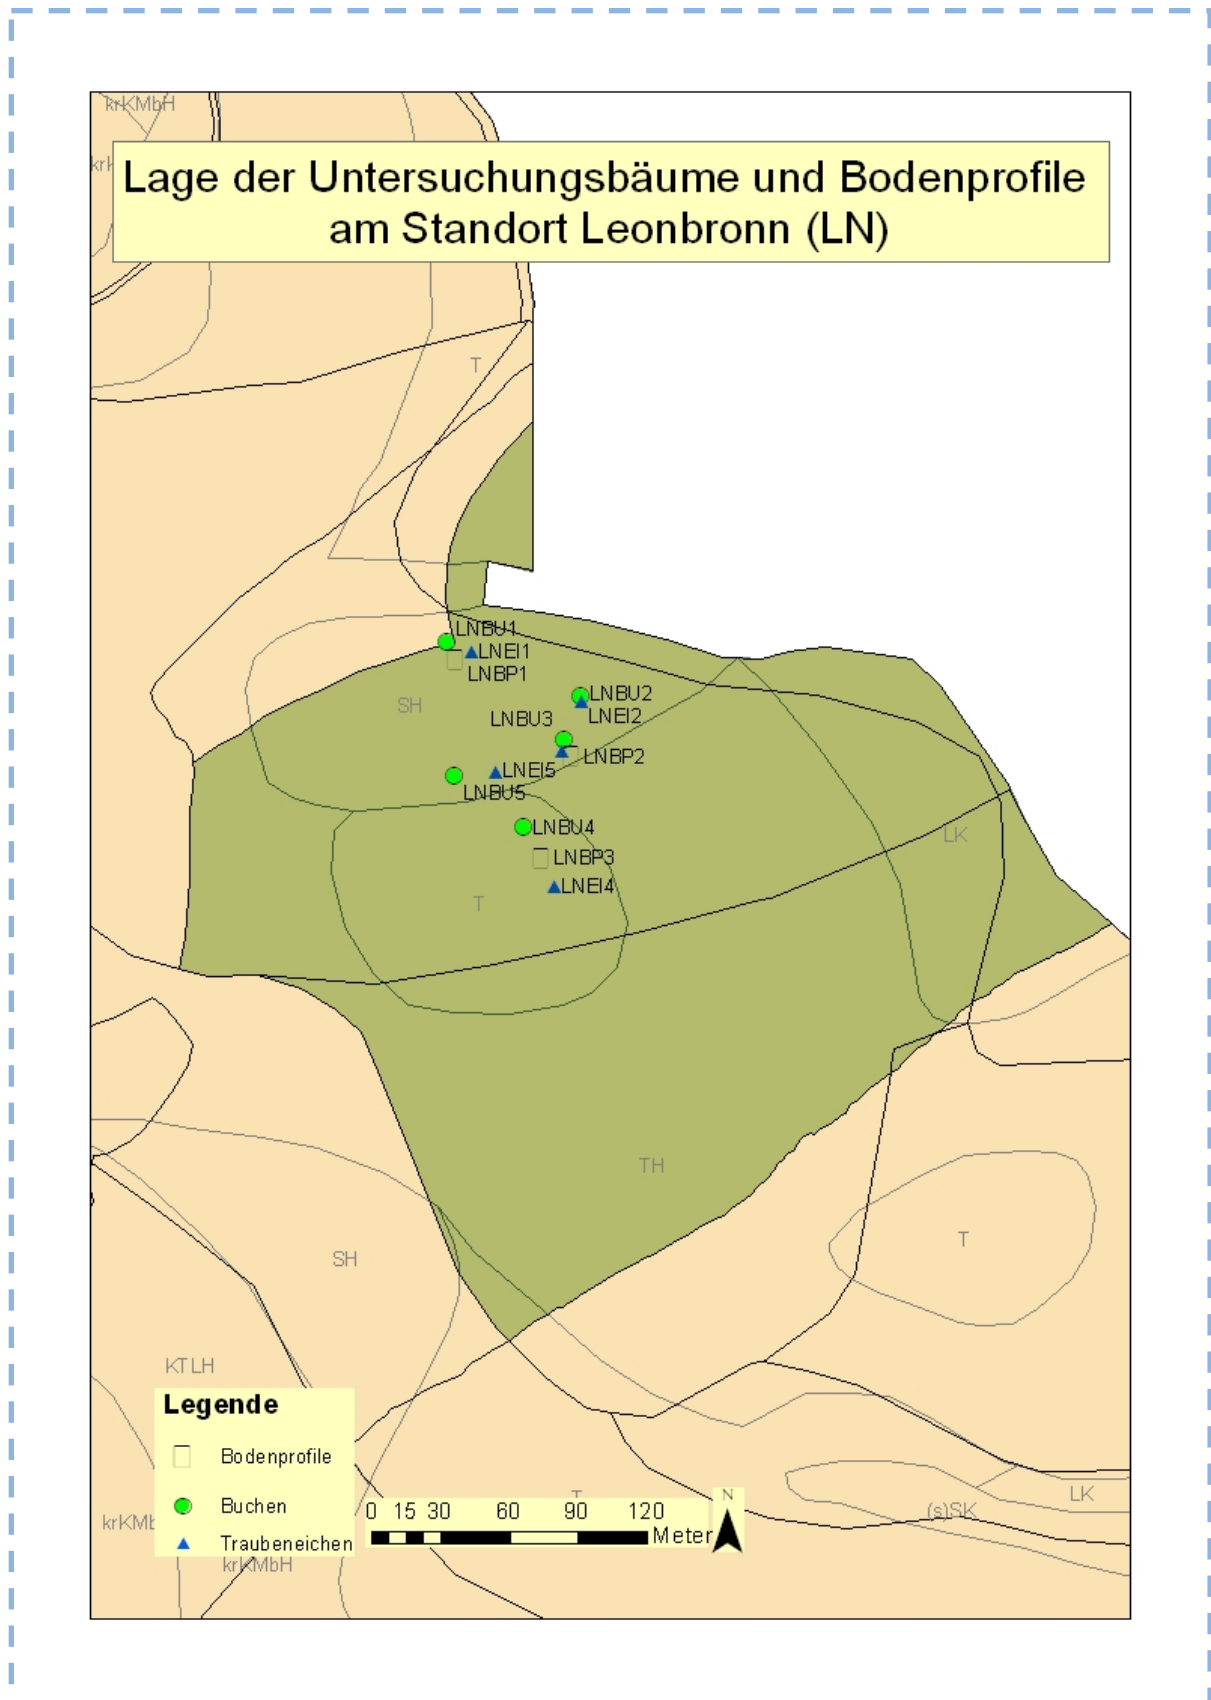 krKMbH
Lage der Untersuchungsbäume und Bodenprofile
am Standort Leonbronn (LN)
T
LNBU1
LNEI1
LNBP1
SH
LNBU2
LNEI2
LNBU3
LNBP2
LNEI5
LNBU5
LNBU4
LK
LNBP3
LNEI4
T
TH
T
SH
KTLH
Legende
Bodenprofile
Buchen
Traubeneichen
0 15 30 60 90 120
Meter
N
LK
(s)SK
krKMbH